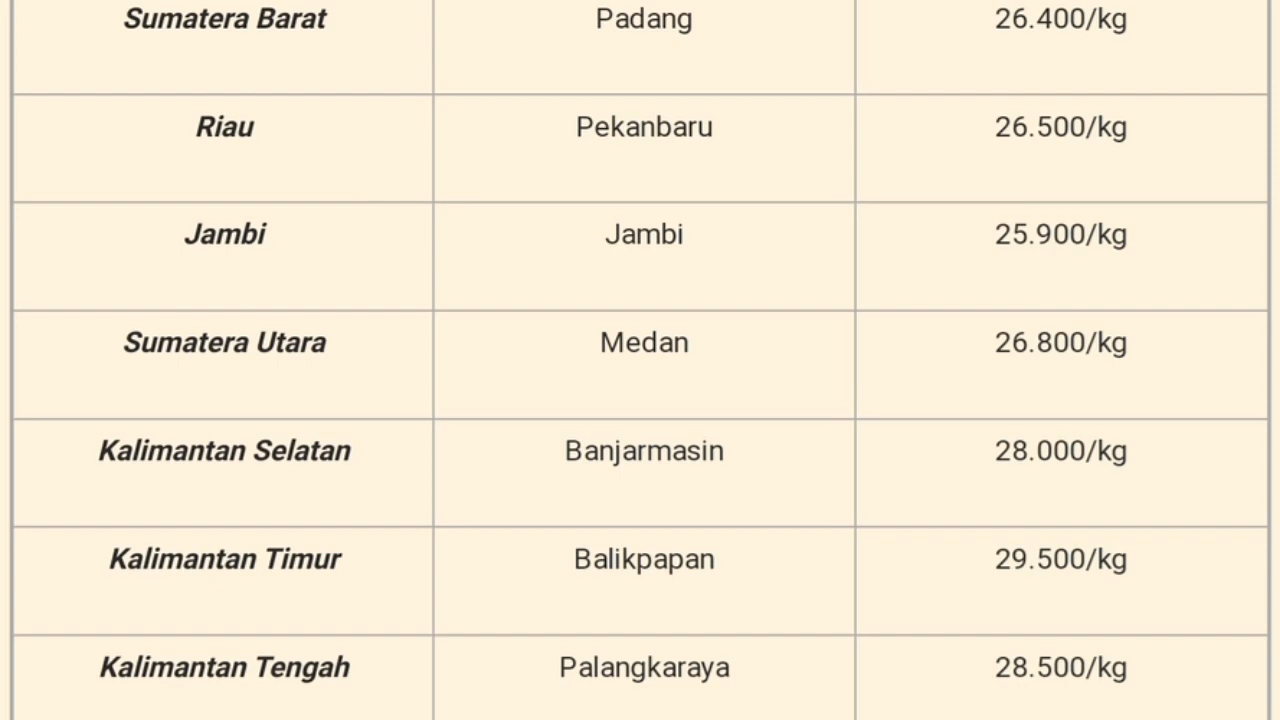 Sumatera Barat Padang 26.400/kg
Riau Pekanbaru 26.500/kg
Jambi Jambi 25.900/kg
Sumatera Utara Medan 26.800/kg
Kalimantan Selatan Banjarmasin 28.000/kg
Kalimantan Timur Balikpapan 29.500/kg
Kalimantan Tengah Palangkaraya 28.500/kg